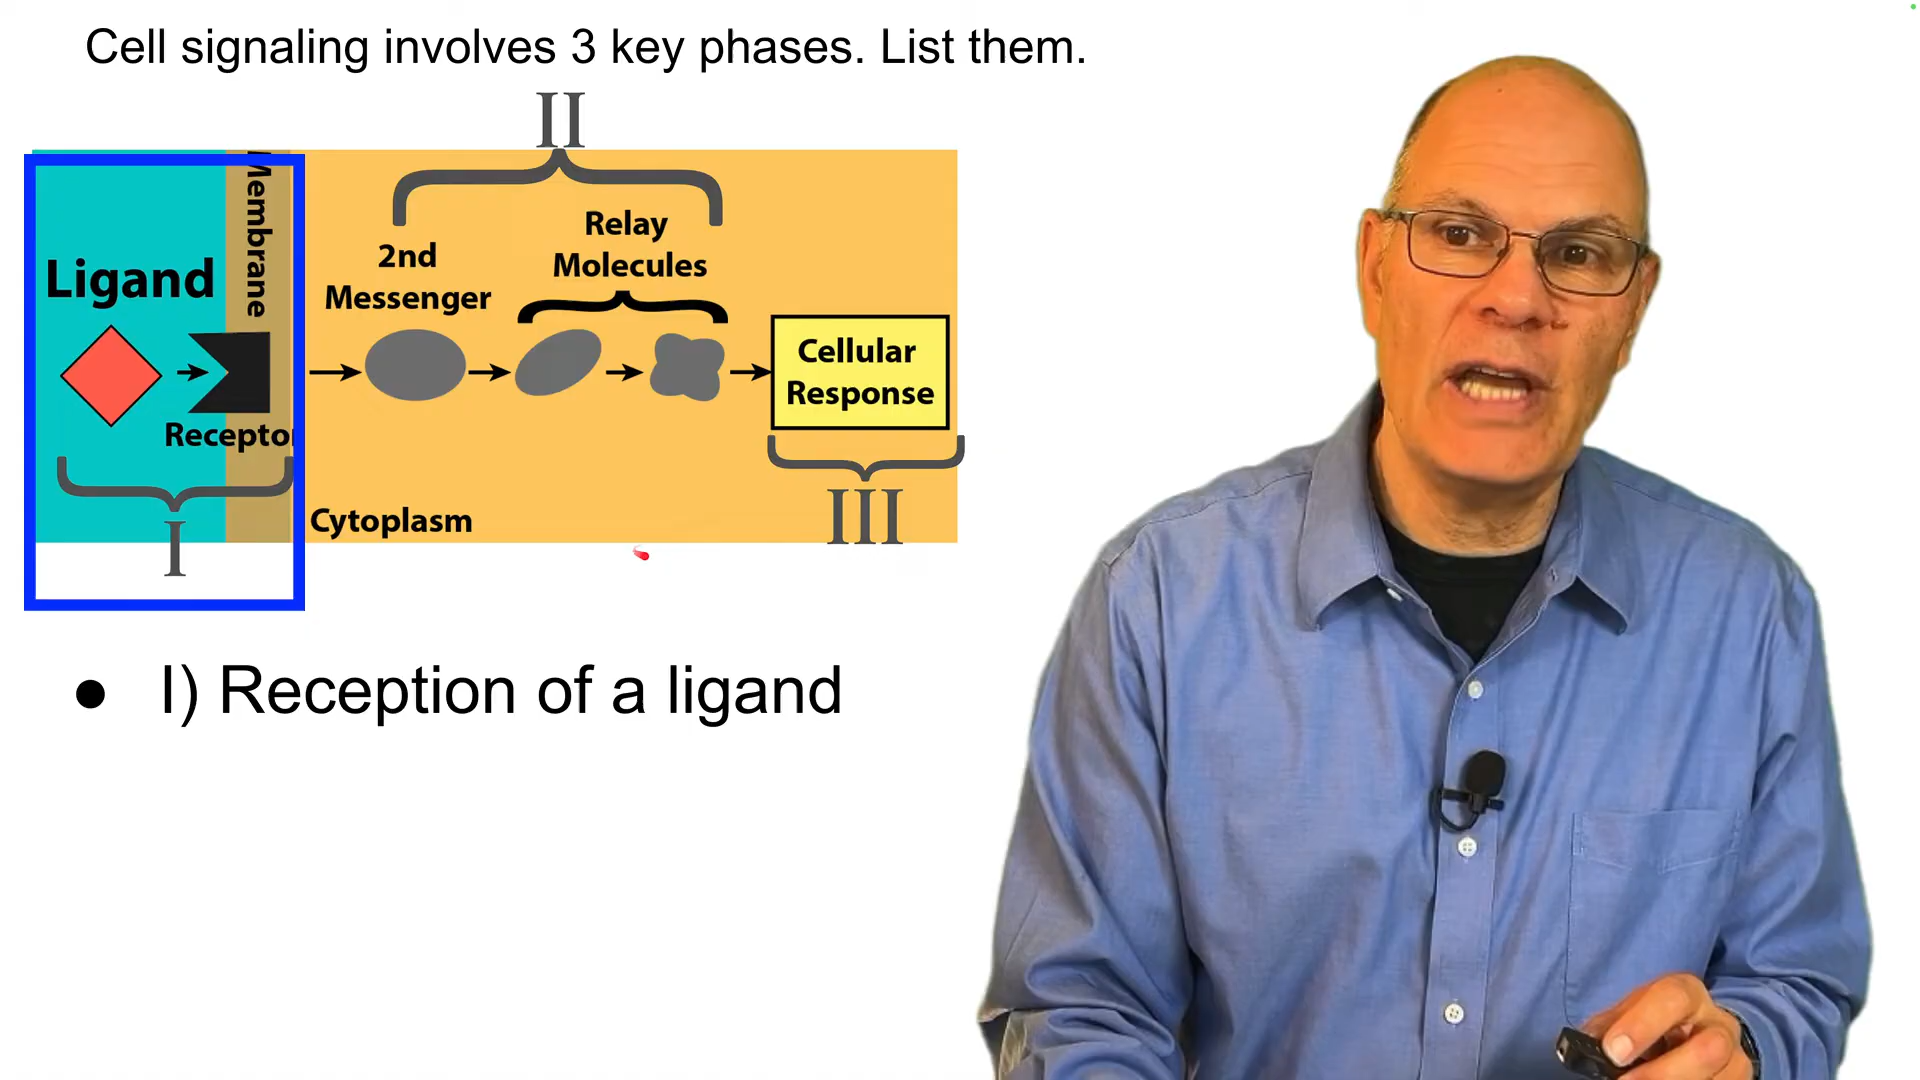 Cell signaling involves 3 key phases. List them.
II
Membrane
Relay
Molecules
2nd
Messenger
Ligand
Cellular
Response
Receptor
Cytoplasm
I
III
● I) Reception of a ligand